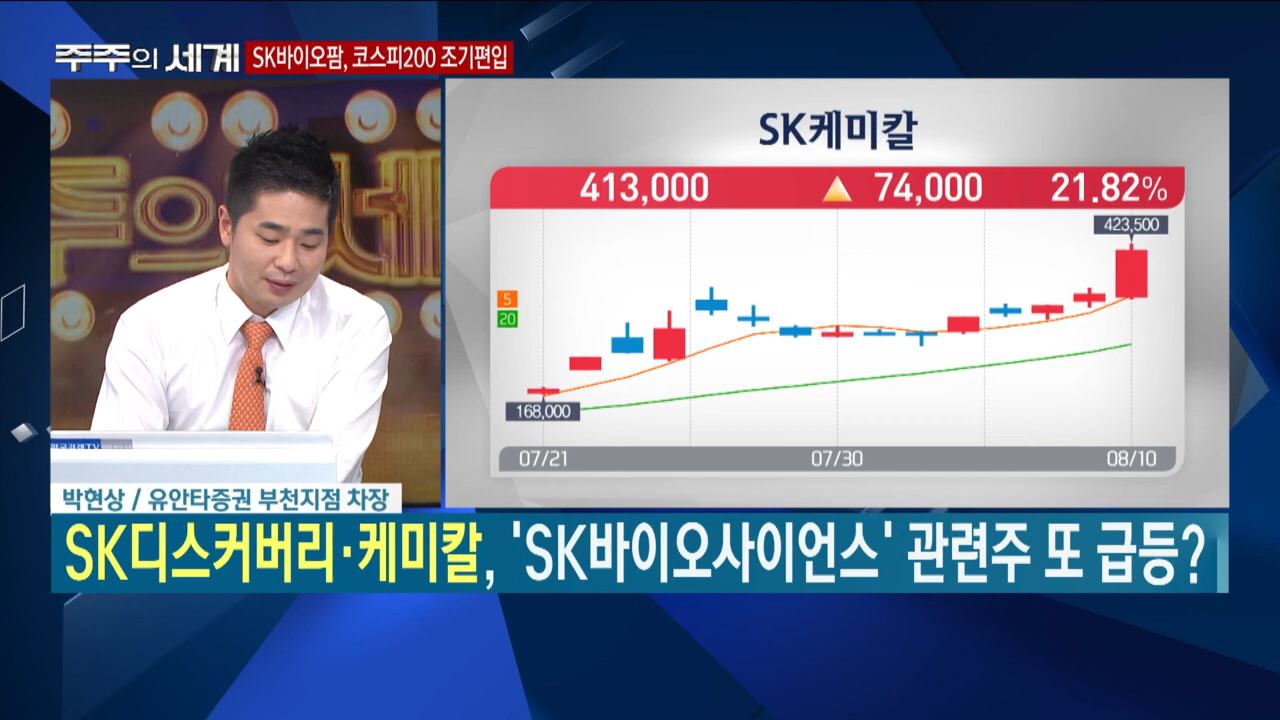 주주의 세계
SK바이오팜, 코스피200 조기편입
주의 세
SK케미칼
413,000 ▲ 74,000 21.82%
423,500
5
20
168,000
07/21 07/30 08/10
박현상 / 유안타증권 부천지점 차장
SK디스커버리·케미칼, 'SK바이오사이언스' 관련주 또 급등?